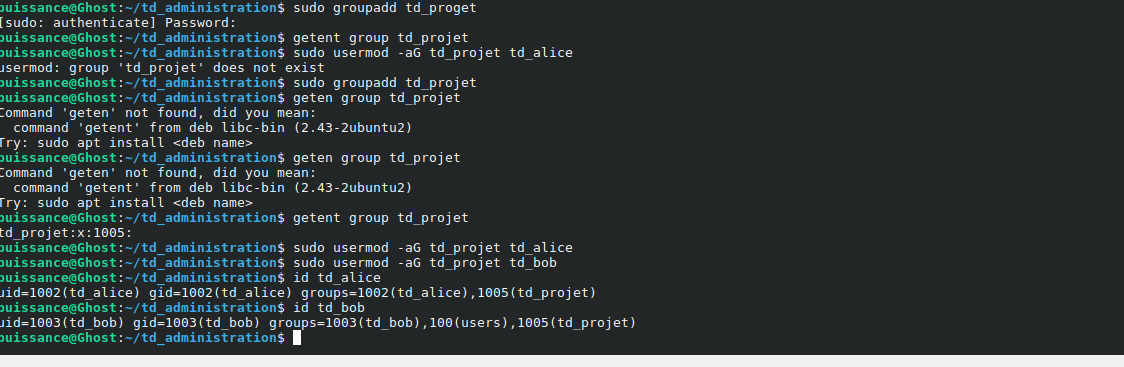 puissance@Ghost:~/td_administration$ sudo groupadd td_proget
[sudo: authenticate] Password:
puissance@Ghost:~/td_administration$ getent group td_projet
puissance@Ghost:~/td_administration$ sudo usermod -aG td_projet td_alice
usermod: group 'td_projet' does not exist
puissance@Ghost:~/td_administration$ sudo groupadd td_projet
puissance@Ghost:~/td_administration$ geten group td_projet
Command 'geten' not found, did you mean:
  command 'getent' from deb libc-bin (2.43-2ubuntu2)
Try: sudo apt install <deb name>
puissance@Ghost:~/td_administration$ geten group td_projet
Command 'geten' not found, did you mean:
  command 'getent' from deb libc-bin (2.43-2ubuntu2)
Try: sudo apt install <deb name>
puissance@Ghost:~/td_administration$ getent group td_projet
td_projet:x:1005:
puissance@Ghost:~/td_administration$ sudo usermod -aG td_projet td_alice
puissance@Ghost:~/td_administration$ sudo usermod -aG td_projet td_bob
puissance@Ghost:~/td_administration$ id td_alice
uid=1002(td_alice) gid=1002(td_alice) groups=1002(td_alice),1005(td_projet)
puissance@Ghost:~/td_administration$ id td_bob
uid=1003(td_bob) gid=1003(td_bob) groups=1003(td_bob),100(users),1005(td_projet)
puissance@Ghost:~/td_administration$